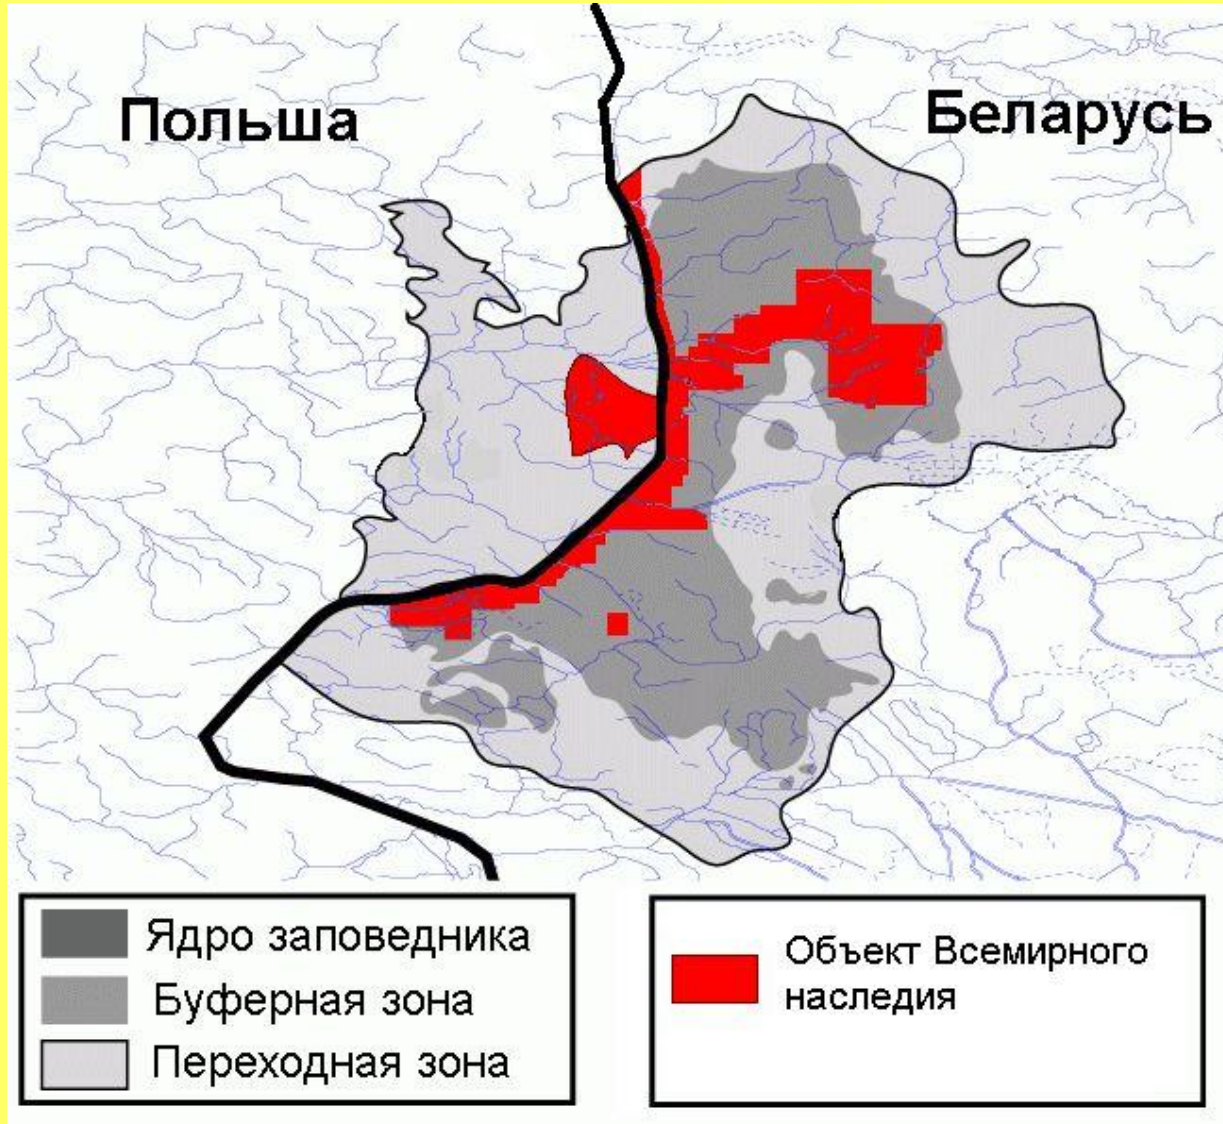 Польша
Беларусь
Ядро заповедника
Буферная зона
Переходная зона
Объект Всемирного
наследия